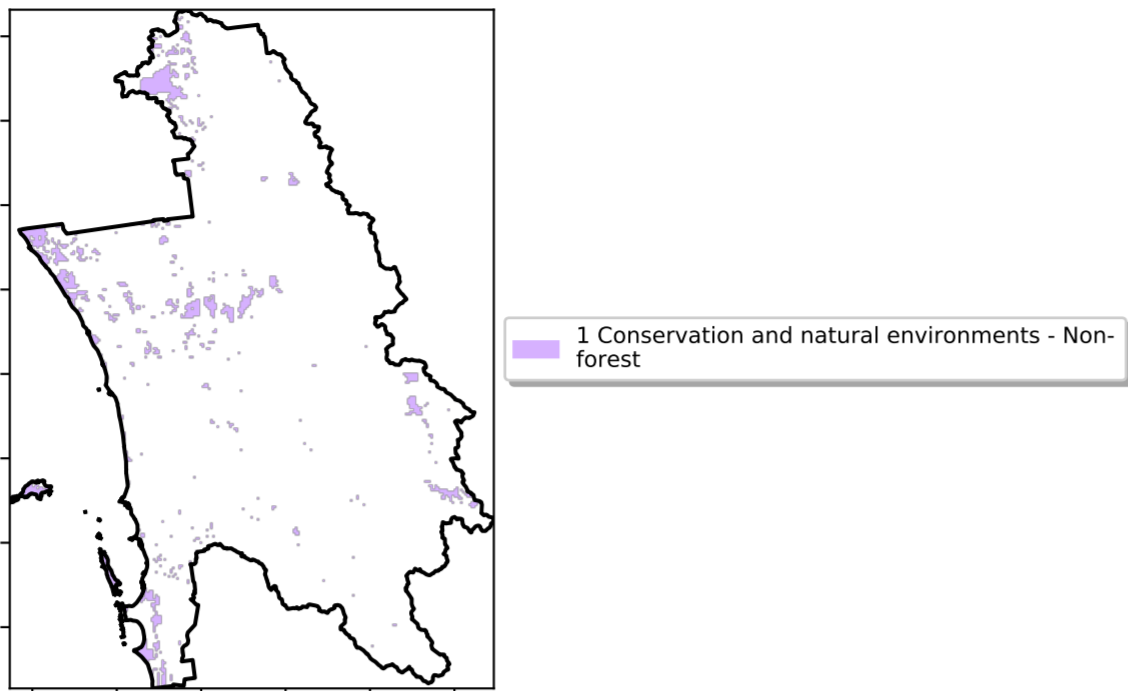 1 Conservation and natural environments - Non-
forest